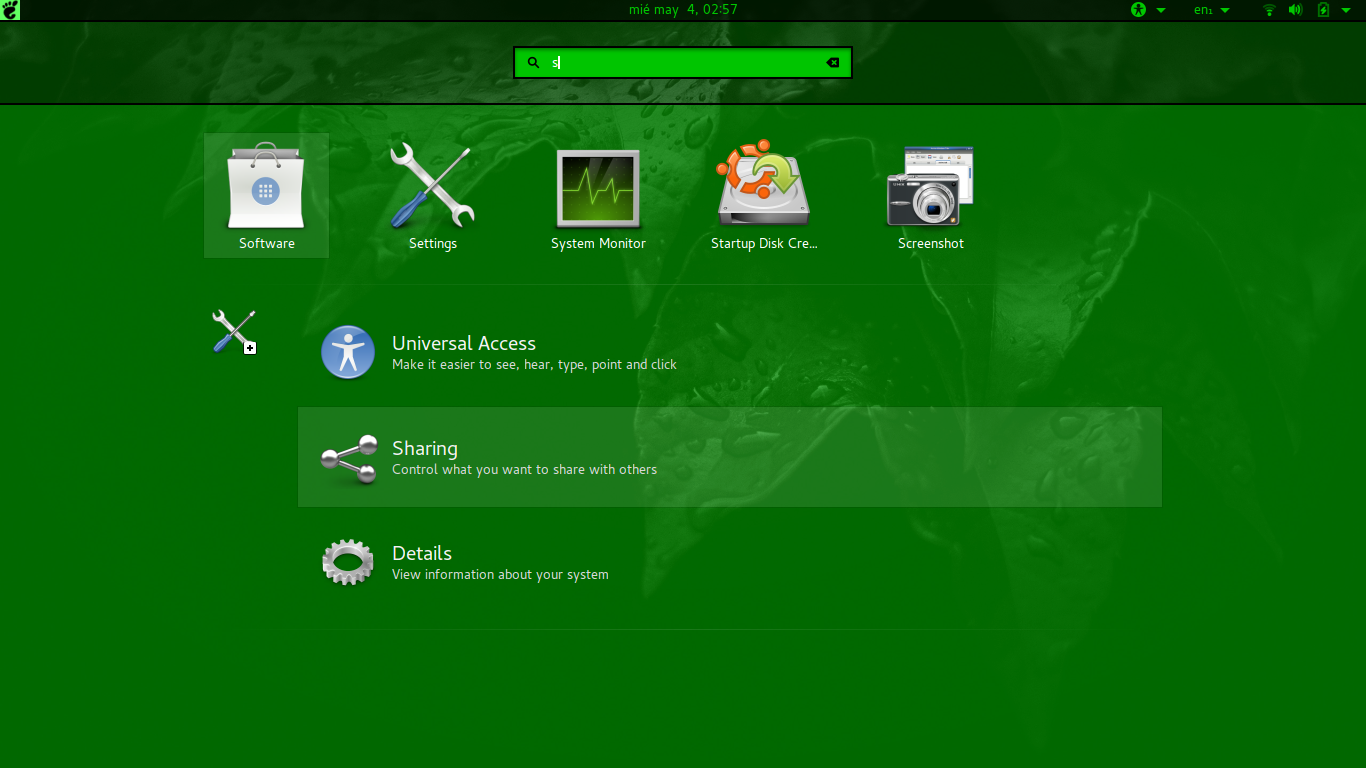 mié may 4, 02:57
en₁
s
Software
Settings
System Monitor
Startup Disk Cre...
Screenshot
Universal Access
Make it easier to see, hear, type, point and click
Sharing
Control what you want to share with others
Details
View information about your system